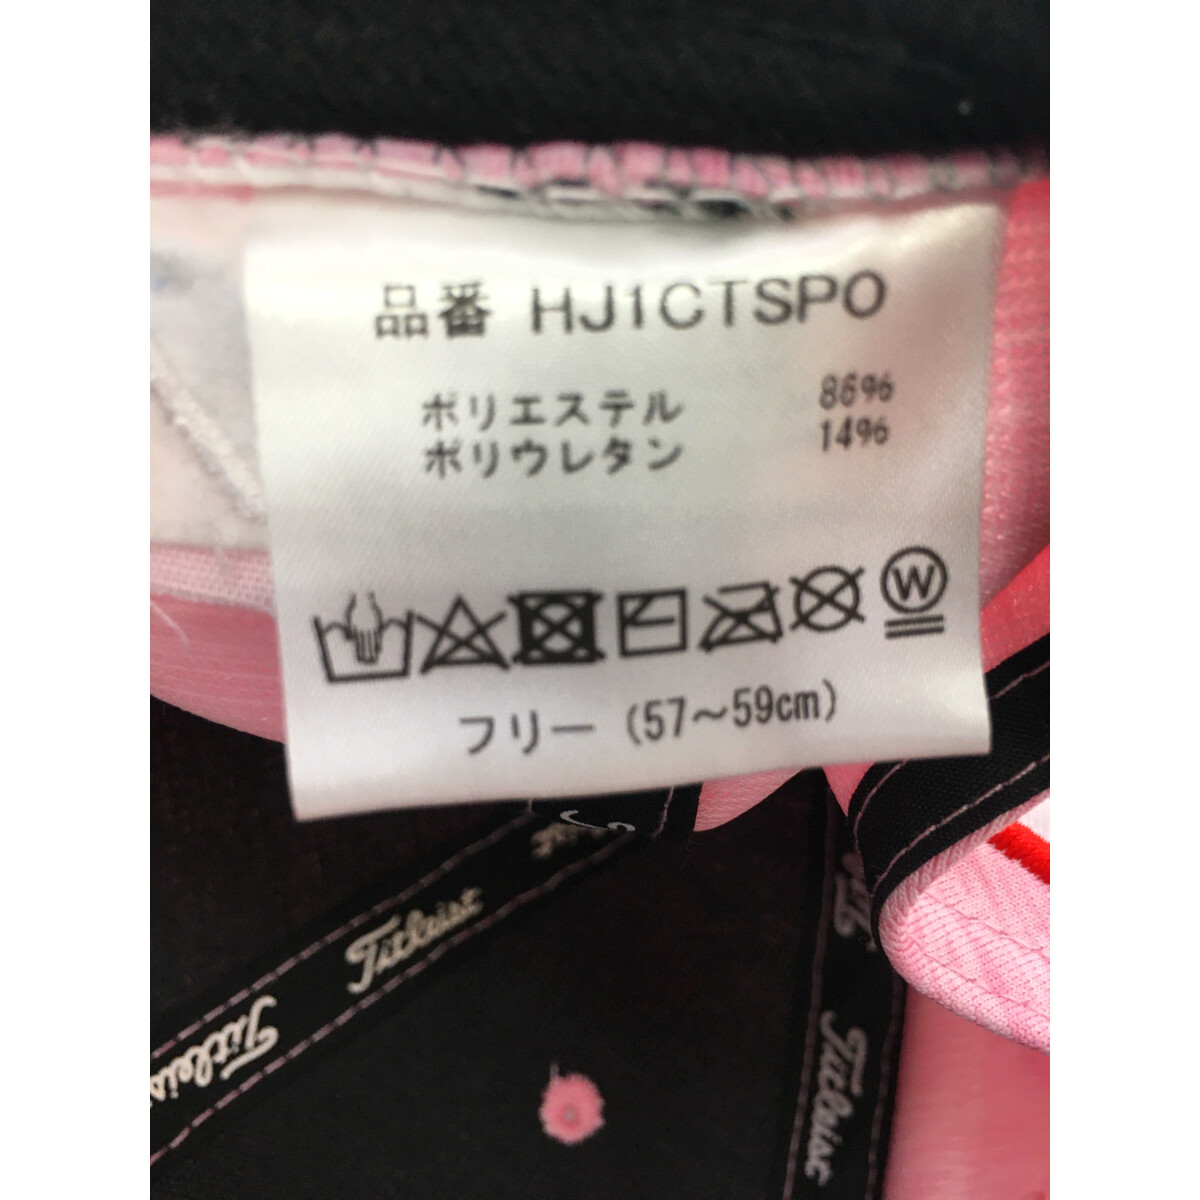 品番 HJ1CTSPO
ポリエステル 86%
ポリウレタン 14%
W
フリー (57～59cm)
Titleist
Titleist
Titleist